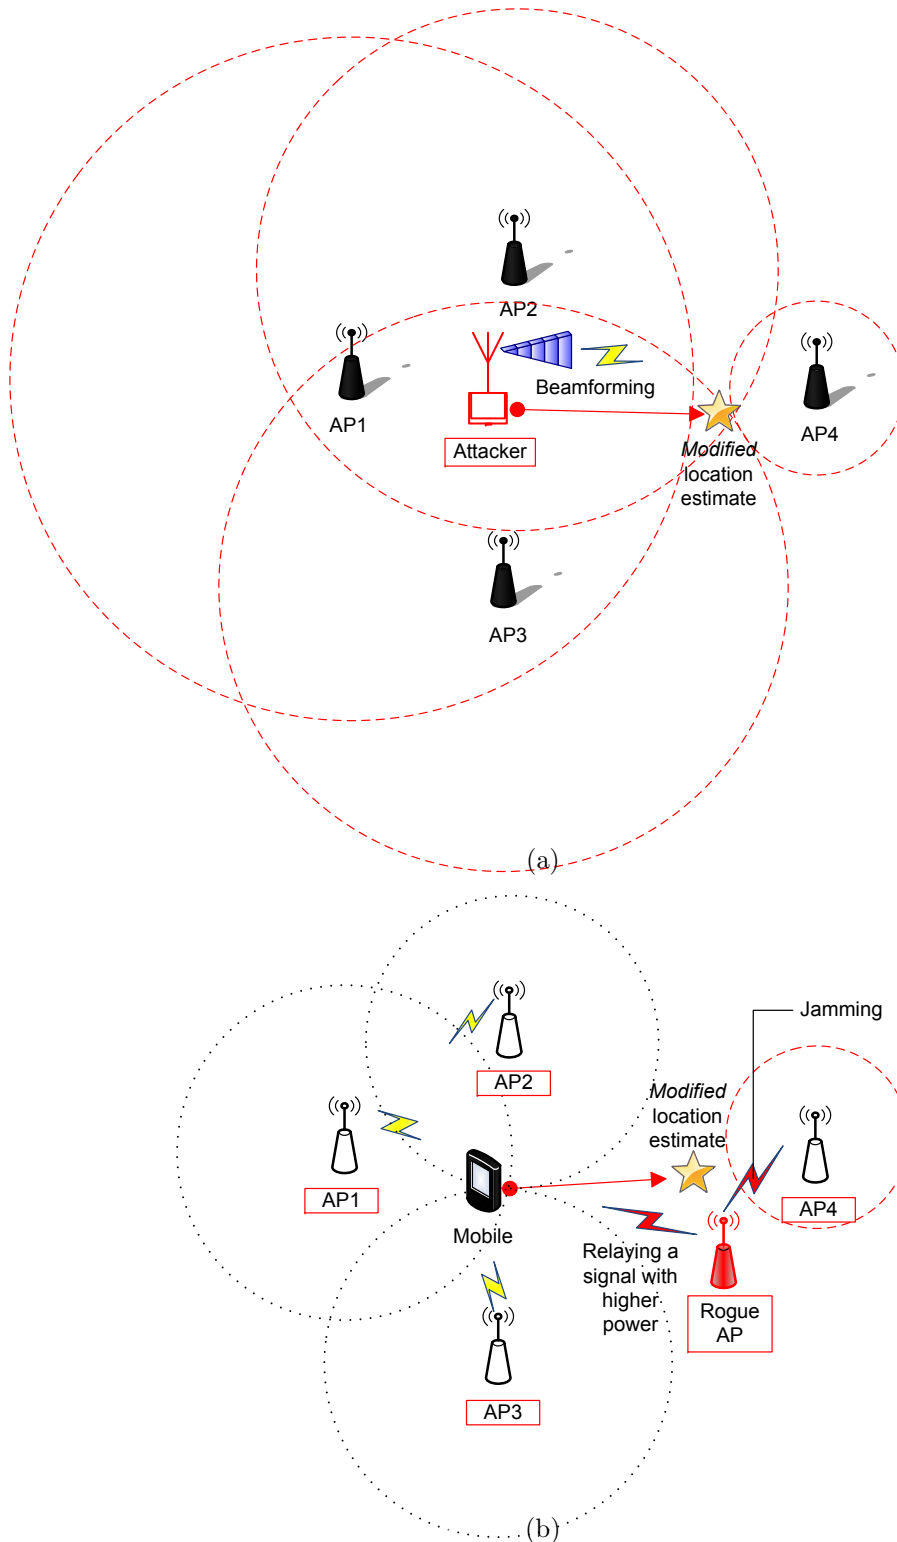 AP2
Beamforming
AP1
AP4
Attacker
Modified
location
estimate
AP3
(a)
Jamming
AP2
Modified
location
estimate
AP1
AP4
Mobile
Relaying a
signal with
higher
power
Rogue
AP
AP3
(b)